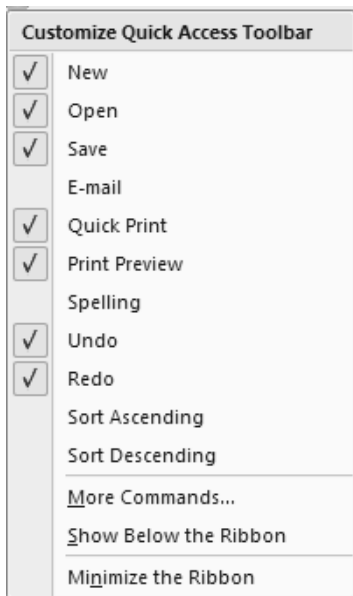 Customize Quick Access Toolbar
New
Open
Save
E-mail
Quick Print
Print Preview
Spelling
Undo
Redo
Sort Ascending
Sort Descending
More Commands...
Show Below the Ribbon
Minimize the Ribbon